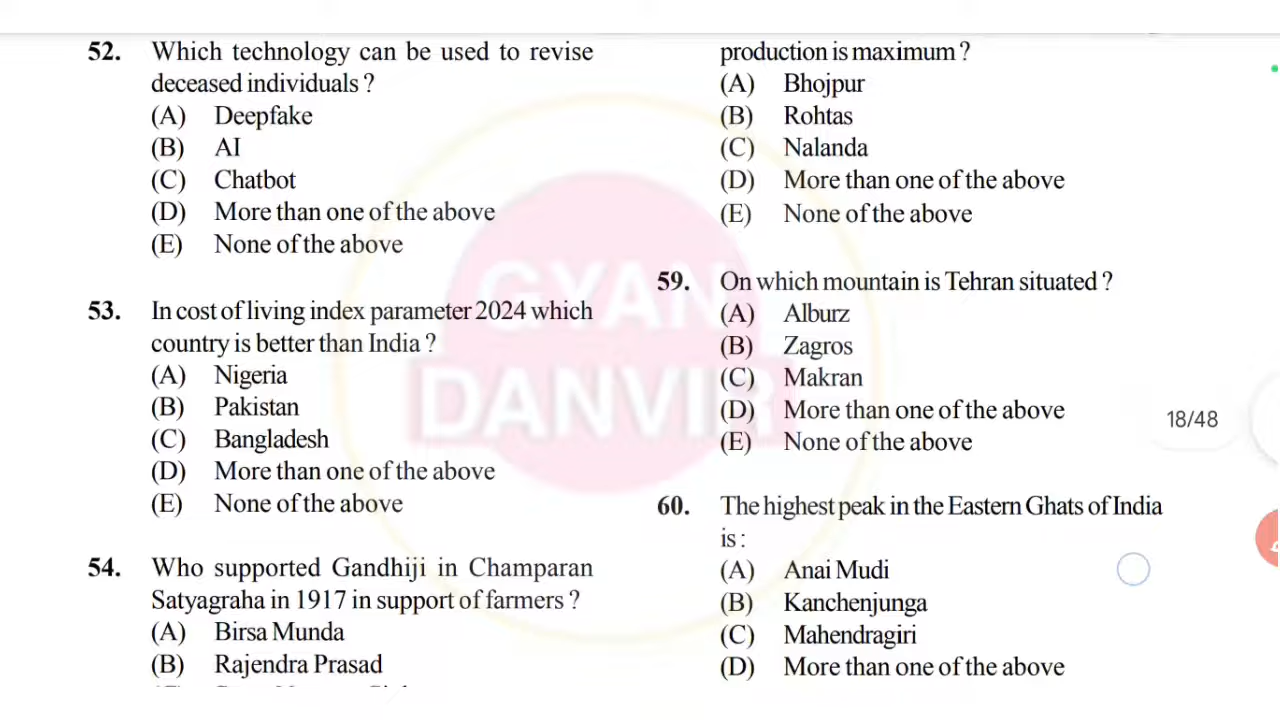 52. Which technology can be used to revise
deceased individuals ?
(A) Deepfake
(B) AI
(C) Chatbot
(D) More than one of the above
(E) None of the above
53. In cost of living index parameter 2024 which
country is better than India ?
(A) Nigeria
(B) Pakistan
(C) Bangladesh
(D) More than one of the above
(E) None of the above
54. Who supported Gandhiji in Champaran
Satyagraha in 1917 in support of farmers ?
(A) Birsa Munda
(B) Rajendra Prasad
production is maximum ?
(A) Bhojpur
(B) Rohtas
(C) Nalanda
(D) More than one of the above
(E) None of the above
59. On which mountain is Tehran situated ?
(A) Alburz
(B) Zagros
(C) Makran
(D) More than one of the above
(E) None of the above
60. The highest peak in the Eastern Ghats of India
is :
(A) Anai Mudi
(B) Kanchenjunga
(C) Mahendragiri
(D) More than one of the above
18/48
GYAN
DANVIR